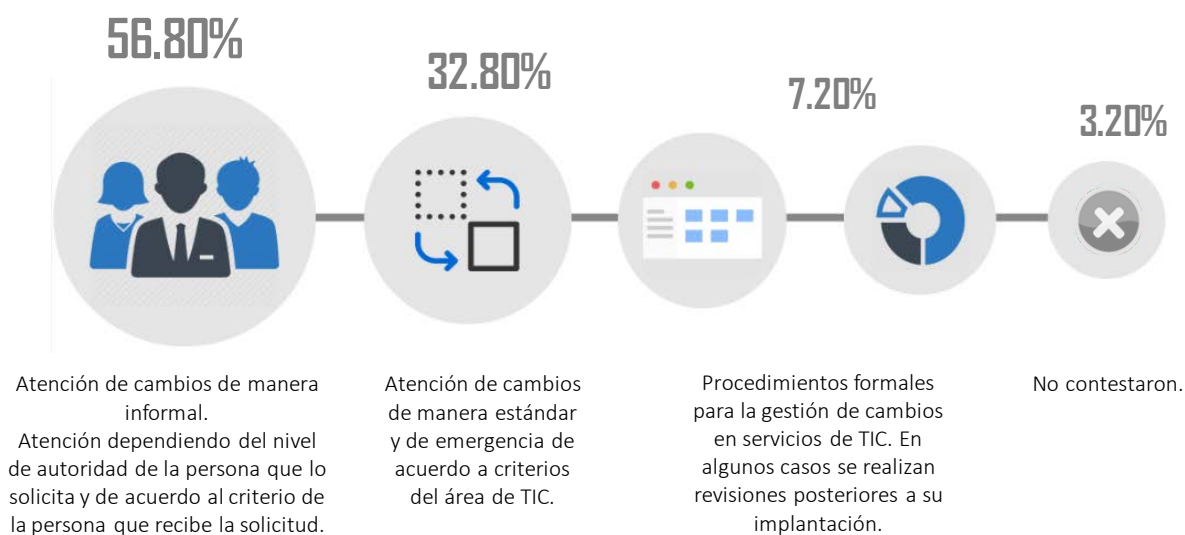 56.80%
32.80%
7.20%
3.20%
Atención de cambios de manera
informal.
Atención dependiendo del nivel
de autoridad de la persona que lo
solicita y de acuerdo al criterio de
la persona que recibe la solicitud.
Atención de cambios
de manera estándar
y de emergencia de
acuerdo a criterios
del área de TIC.
Procedimientos formales
para la gestión de cambios
en servicios de TIC. En
algunos casos se realizan
revisiones posteriores a su
implantación.
No contestaron.